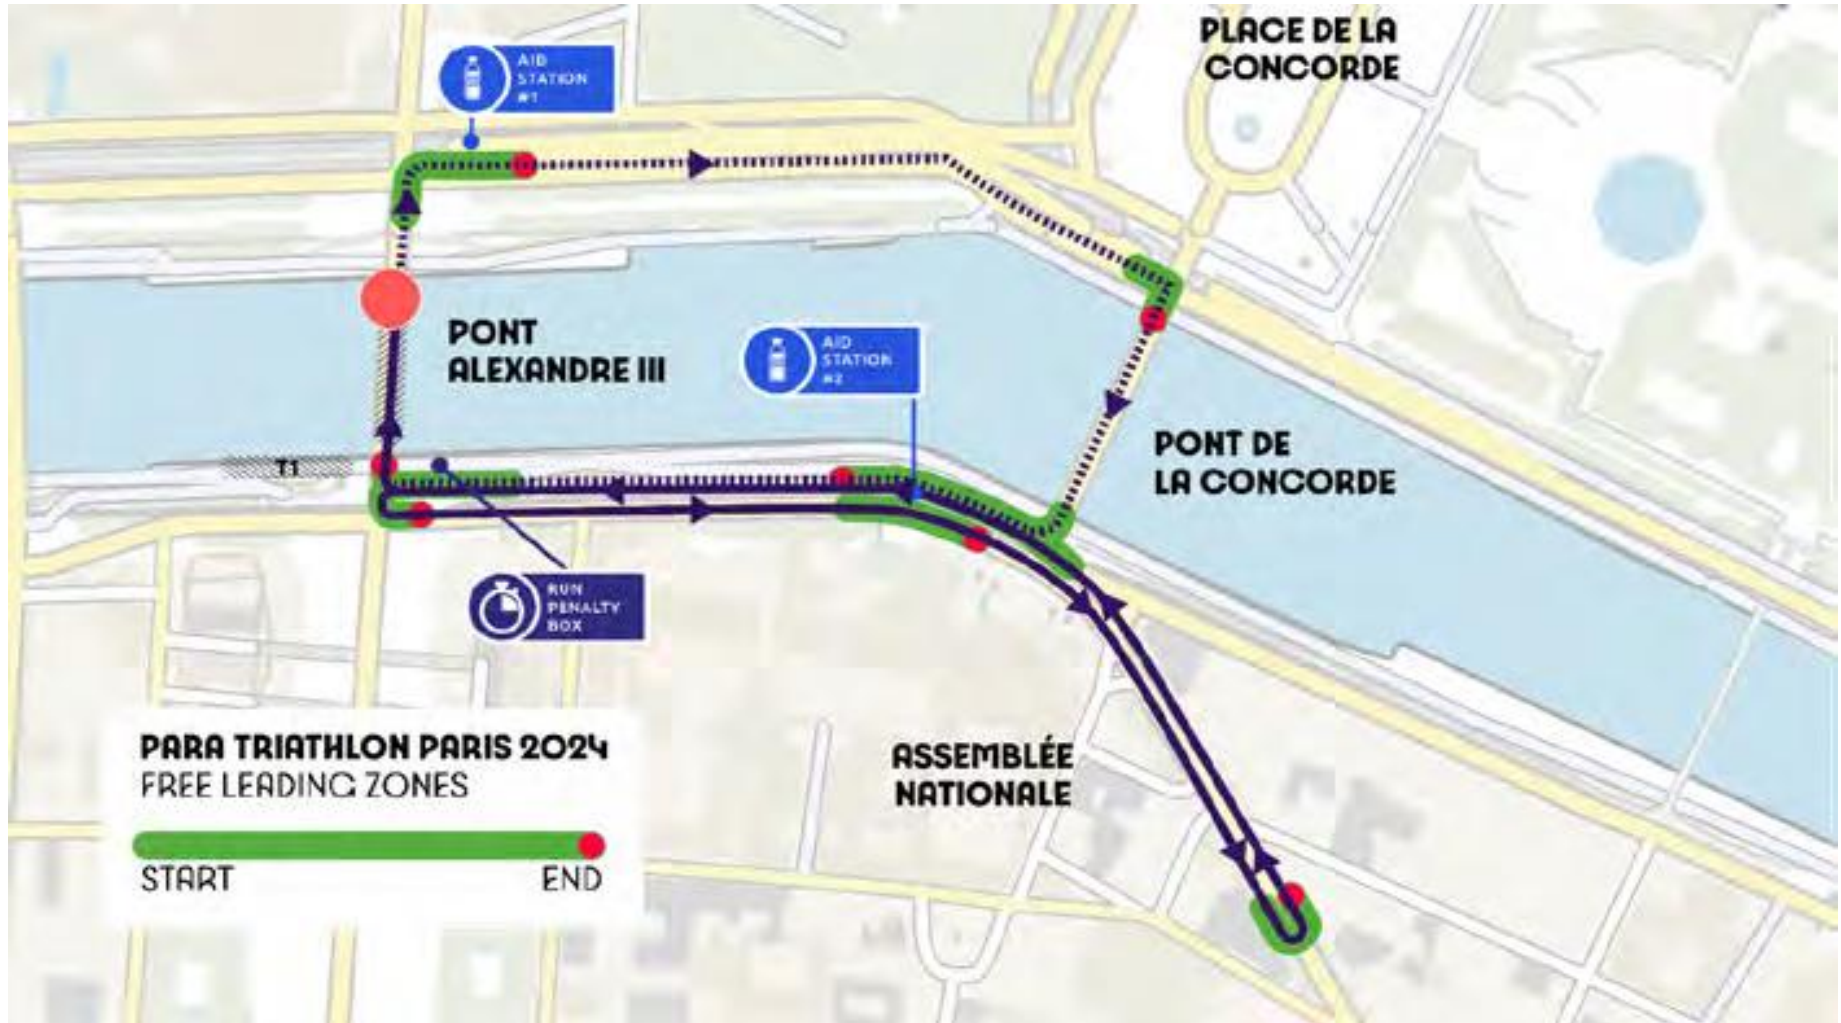 PLACE DE LA
CONCORDE
AID
STATION
#1
PONT
ALEXANDRE III
AID
STATION
#2
PONT DE
LA CONCORDE
T1
RUN
PENALTY
BOX
ASSEMBLÉE
NATIONALE
PARA TRIATHLON PARIS 2024
FREE LEADING ZONES
START
END